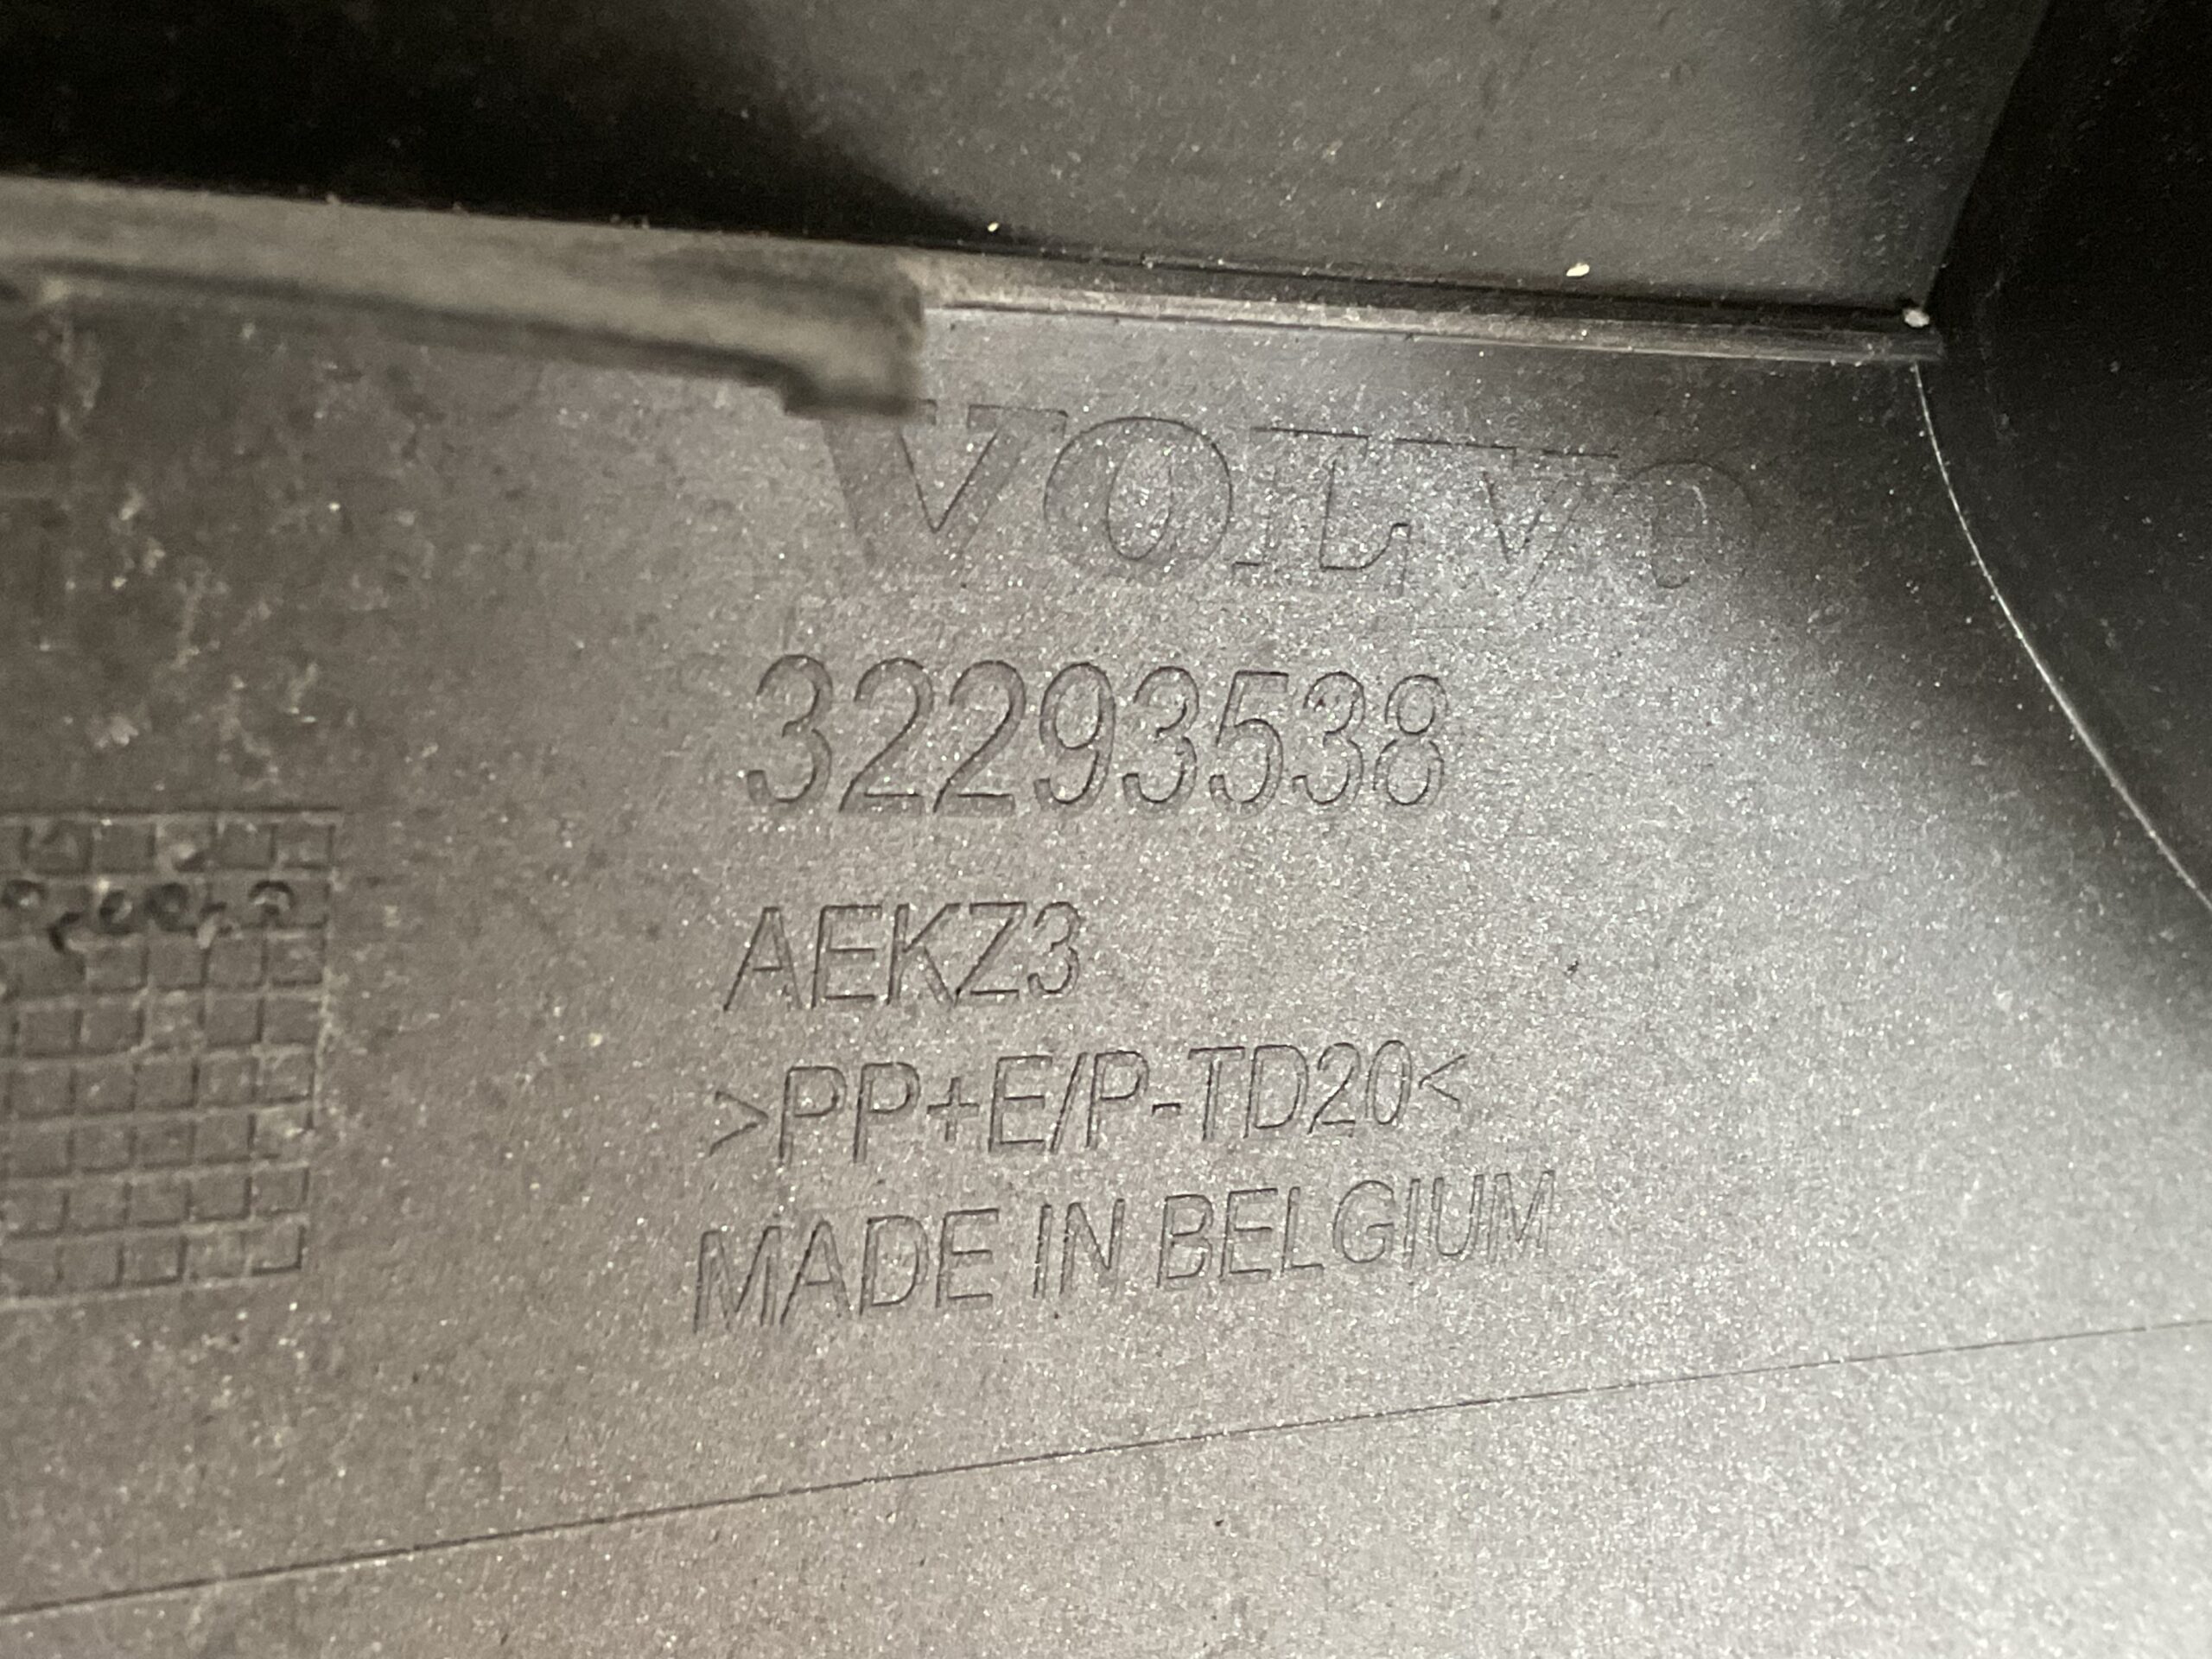 VOLVO
32293538
AEKZ3
>PP+E/P-TD20<
MADE IN BELGIUM